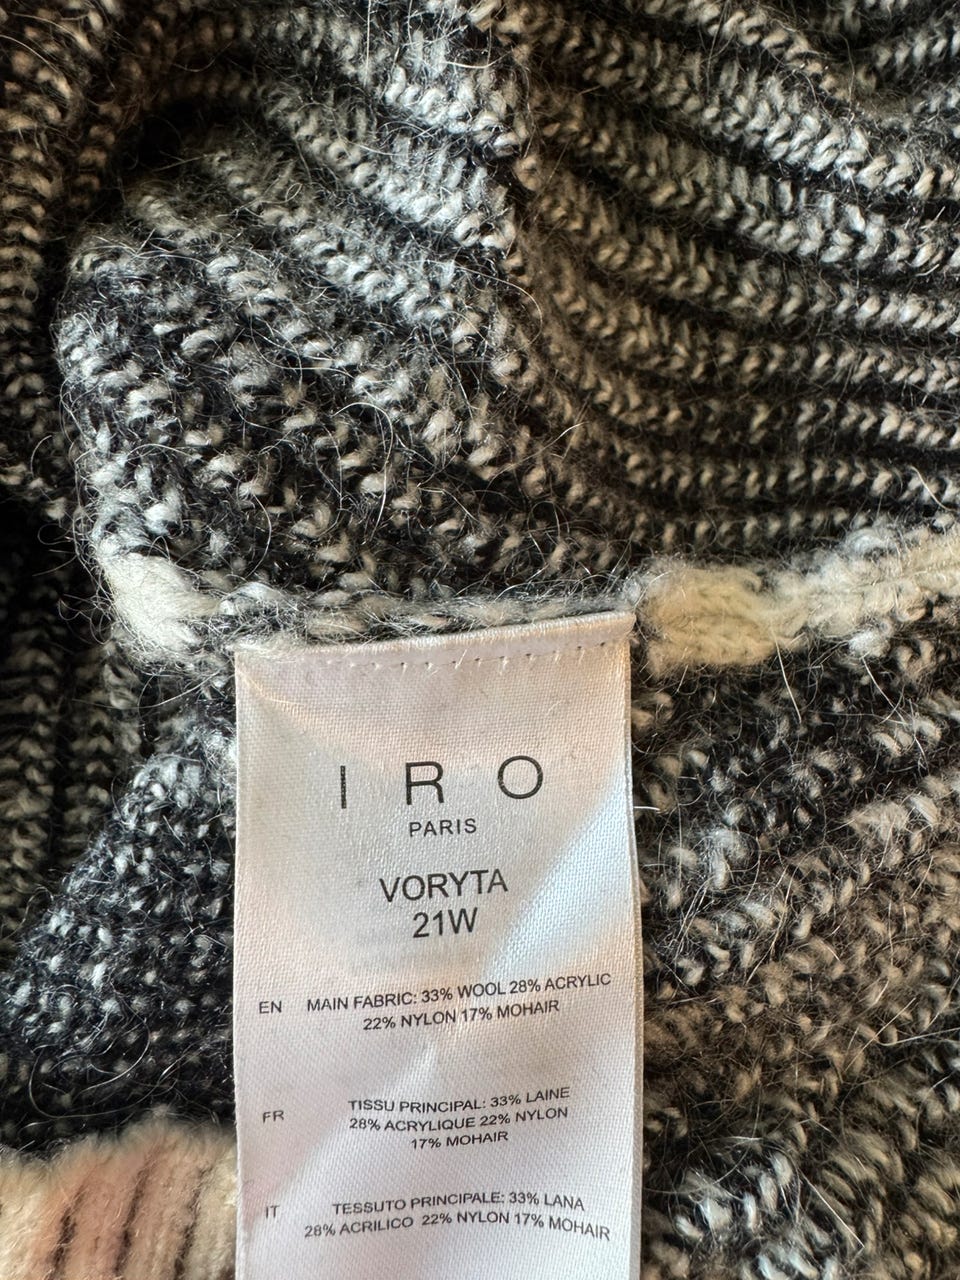 I R O
PARIS
VORYTA
21W
EN MAIN FABRIC: 33% WOOL 28% ACRYLIC
22% NYLON 17% MOHAIR
FR TISSU PRINCIPAL: 33% LAINE
28% ACRYLIQUE 22% NYLON
17% MOHAIR
IT TESSUTO PRINCIPALE: 33% LANA
28% ACRILICO 22% NYLON 17% MOHAIR